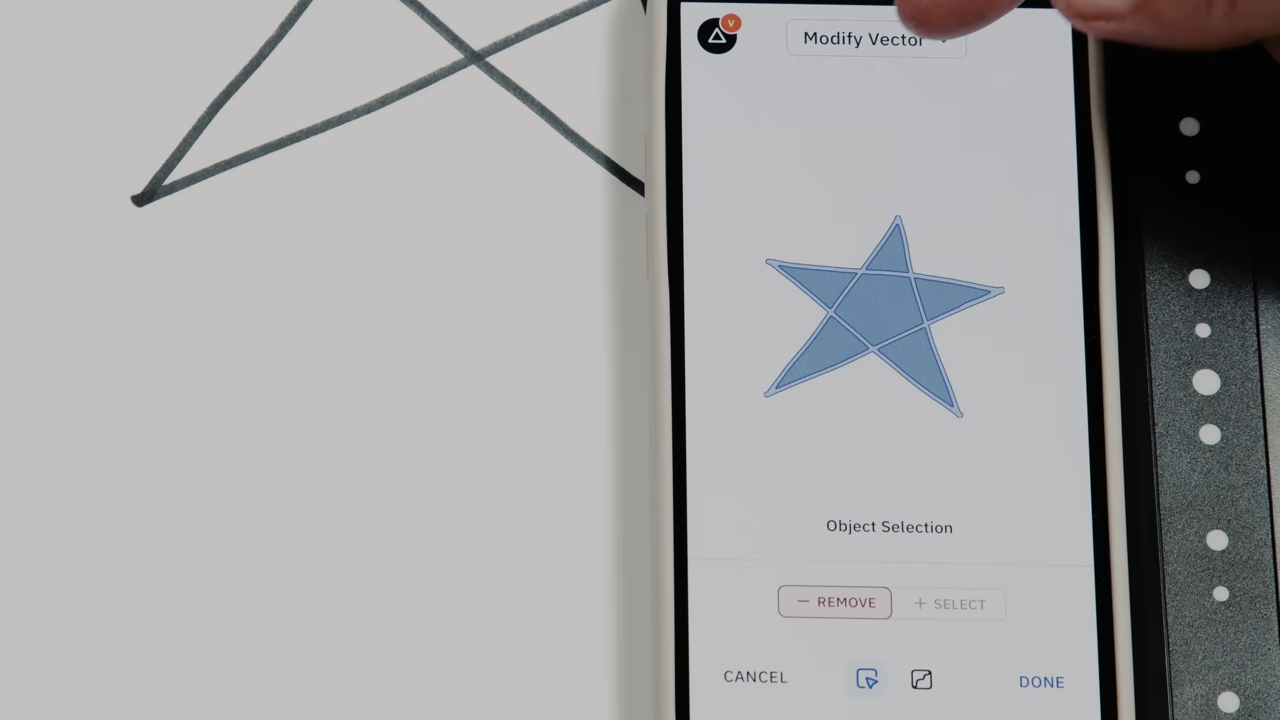 V
Modify Vector
Object Selection
− REMOVE + SELECT
CANCEL DONE